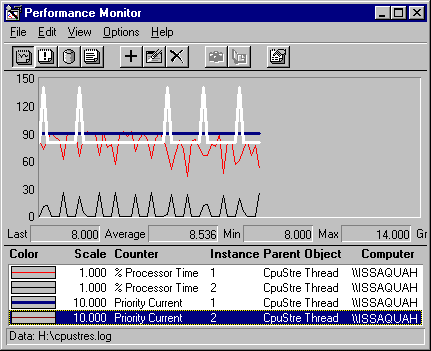 Performance Monitor
File Edit View Options Help
150
120
90
60
30
0
Last 8.000 Average 8.536 Min 8.000 Max 14.000 Gr
Color Scale Counter Instance Parent Object Computer
1.000 % Processor Time 1 CpuStre Thread \\ISSAQUAH
1.000 % Processor Time 2 CpuStre Thread \\ISSAQUAH
10.000 Priority Current 1 CpuStre Thread \\ISSAQUAH
10.000 Priority Current 2 CpuStre Thread \\ISSAQUAH
Data: H:\cpustres.log